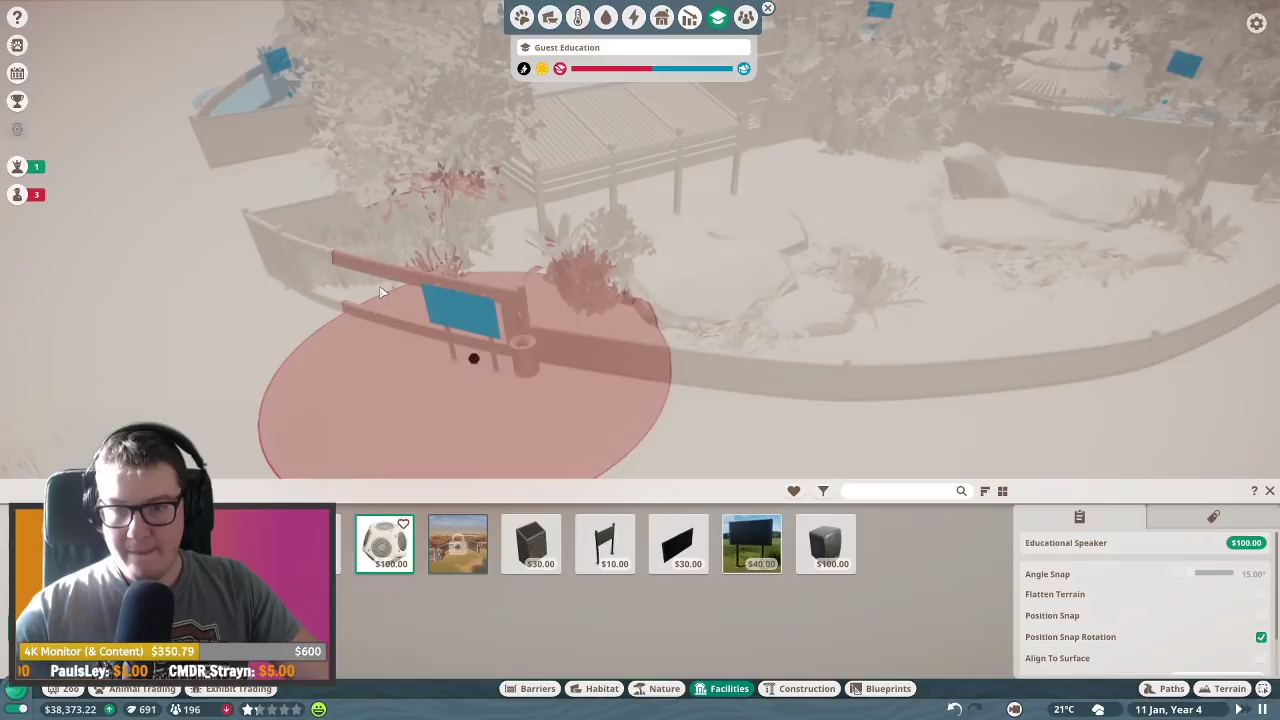 Guest Education
1
3
$100.00
$30.00
$10.00
$30.00
$40.00
$100.00
Educational Speaker
$100.00
Angle Snap
15.00°
Flatten Terrain
Position Snap
Position Snap Rotation
Align To Surface
4K Monitor (& Content) $350.79
$600
PaulsLey: $1.00
CMDR_Strayn: $5.00
Zoo
Animal Trading
Exhibit Trading
Barriers
Habitat
Nature
Facilities
Construction
Blueprints
Paths
Terrain
$38,373.22
691
196
21°C
11 Jan, Year 4